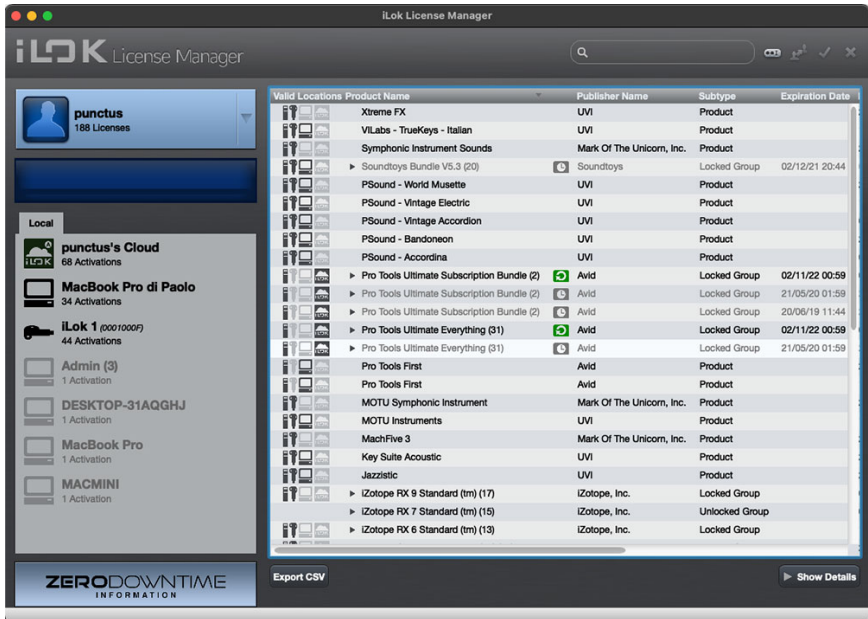 iLok License Manager
iLOK License Manager
punctus
188 Licenses
Local
punctus's Cloud
68 Activations
MacBook Pro di Paolo
34 Activations
iLok 1 (0001000F)
44 Activations
Admin (3)
1 Activation
DESKTOP-31AQGHJ
1 Activation
MacBook Pro
1 Activation
MACMINI
1 Activation
ZERODOWNTIME
INFORMATION
Valid Locations Product Name Publisher Name Subtype Expiration Date
Xtreme FX UVI Product
VILabs - TrueKeys - Italian UVI Product
Symphonic Instrument Sounds Mark Of The Unicorn, Inc. Product
Soundtoys Bundle V5.3 (20) Soundtoys Locked Group 02/12/21 20:44
PSound - World Musette UVI Product
PSound - Vintage Electric UVI Product
PSound - Vintage Accordion UVI Product
PSound - Bandoneon UVI Product
PSound - Accordina UVI Product
Pro Tools Ultimate Subscription Bundle (2) Avid Locked Group 02/11/22 00:59
Pro Tools Ultimate Subscription Bundle (2) Avid Locked Group 21/05/20 01:59
Pro Tools Ultimate Subscription Bundle (2) Avid Locked Group 20/06/19 11:44
Pro Tools Ultimate Everything (31) Avid Locked Group 02/11/22 00:59
Pro Tools Ultimate Everything (31) Avid Locked Group 21/05/20 01:59
Pro Tools First Avid Product
Pro Tools First Avid Product
MOTU Symphonic Instrument Mark Of The Unicorn, Inc. Product
MOTU Instruments UVI Product
MachFive 3 Mark Of The Unicorn, Inc. Product
Key Suite Acoustic UVI Product
Jazzistic UVI Product
iZotope RX 9 Standard (tm) (17) iZotope, Inc. Locked Group
iZotope RX 7 Standard (tm) (15) iZotope, Inc. Unlocked Group
iZotope RX 6 Standard (tm) (13) iZotope, Inc. Locked Group
Export CSV
Show Details